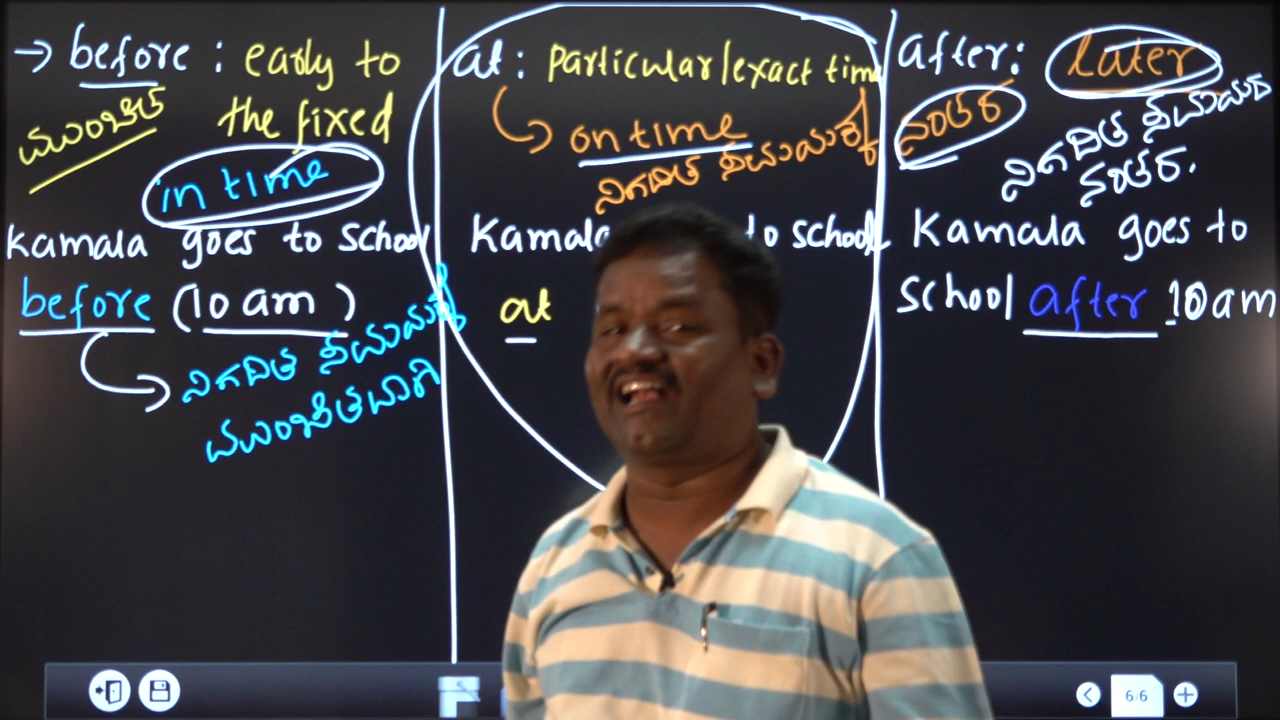 → before : early to
the fixed
ಮುಂಚಿತ
in time
Kamala goes to school
before (10 am)
ನಿಗದಿತ ಸಮಯಕ್ಕೆ
ಮುಂಚಿತವಾಗಿ
at : particular/exact time
on time
ನಿಗದಿತ ಸಮಯಕ್ಕೆ
Kamala to school
at
after : later
ನಂತರ
ನಿಗದಿತ ಸಮಯದ
ನಂತರ.
Kamala goes to
school after 10am
6/6